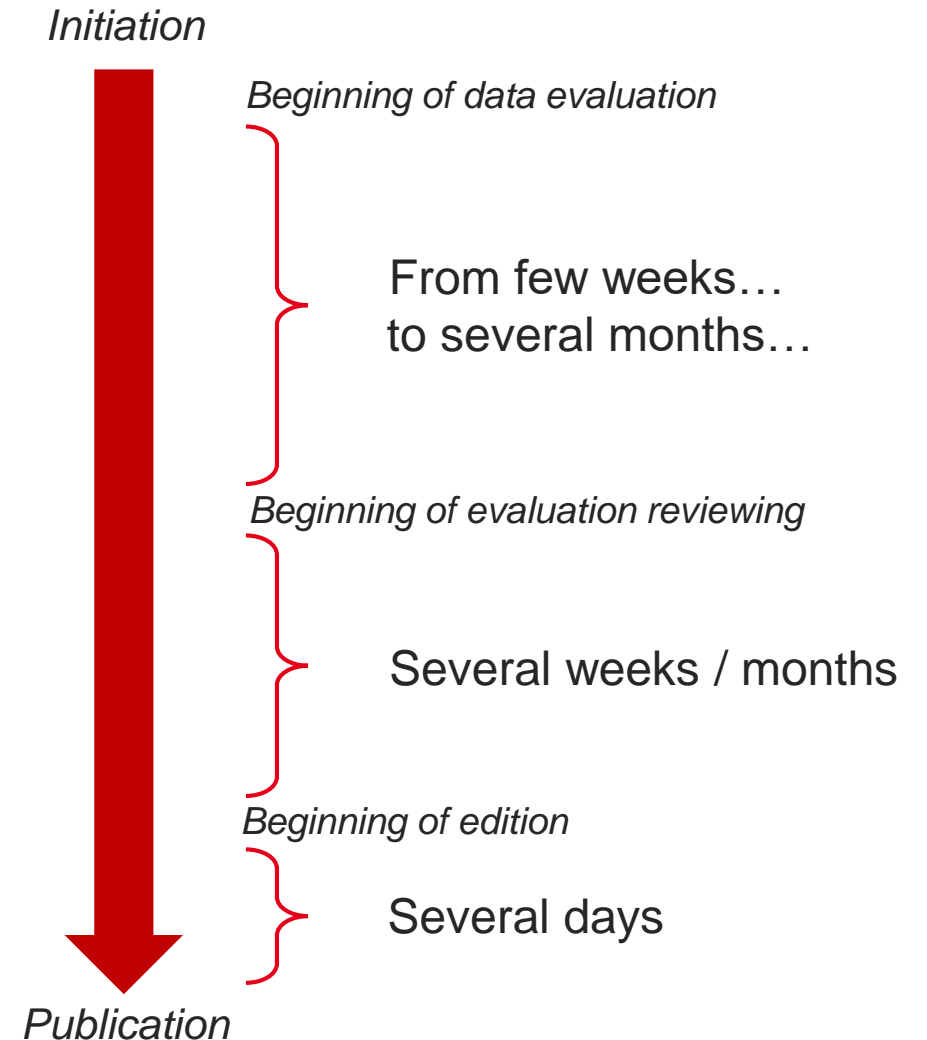 Initiation
Beginning of data evaluation
From few weeks…
to several months…
Beginning of evaluation reviewing
Several weeks / months
Beginning of edition
Several days
Publication